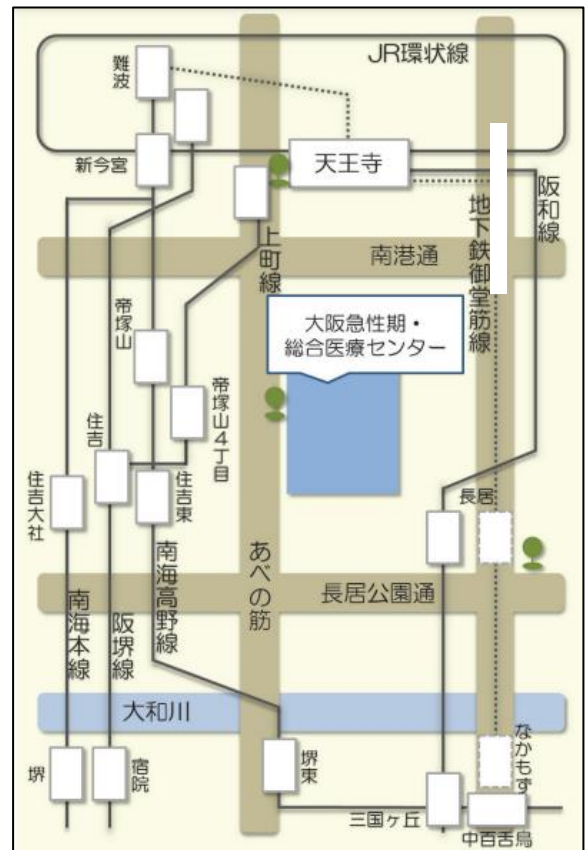 JR環状線
難波
新今宮
天王寺
阪和線
上町線
地下鉄御堂筋線
南港通
大阪急性期・
総合医療センター
帝塚山
帝塚山4丁目
住吉
住吉大社
住吉東
長居
南海本線
阪堺線
南海高野線
あべの筋
長居公園通
大和川
堺
宿院
堺東
三国ヶ丘
なかもず
中百舌鳥